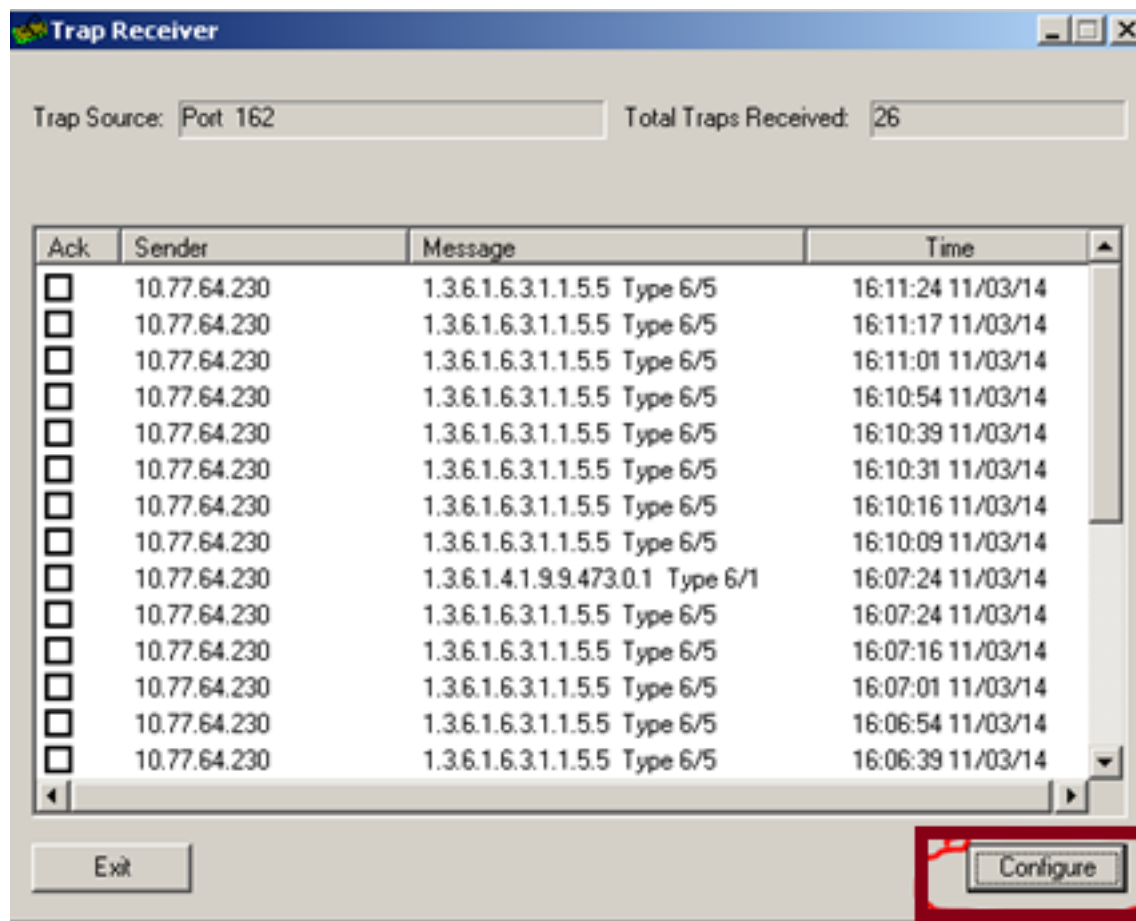 Trap Receiver
Trap Source: Port 162 Total Traps Received: 26
Ack Sender Message Time
10.77.64.230 1.3.6.1.6.3.1.1.5.5 Type 6/5 16:11:24 11/03/14
10.77.64.230 1.3.6.1.6.3.1.1.5.5 Type 6/5 16:11:17 11/03/14
10.77.64.230 1.3.6.1.6.3.1.1.5.5 Type 6/5 16:11:01 11/03/14
10.77.64.230 1.3.6.1.6.3.1.1.5.5 Type 6/5 16:10:54 11/03/14
10.77.64.230 1.3.6.1.6.3.1.1.5.5 Type 6/5 16:10:39 11/03/14
10.77.64.230 1.3.6.1.6.3.1.1.5.5 Type 6/5 16:10:31 11/03/14
10.77.64.230 1.3.6.1.6.3.1.1.5.5 Type 6/5 16:10:16 11/03/14
10.77.64.230 1.3.6.1.6.3.1.1.5.5 Type 6/5 16:10:09 11/03/14
10.77.64.230 1.3.6.1.4.1.9.9.473.0.1 Type 6/1 16:07:24 11/03/14
10.77.64.230 1.3.6.1.6.3.1.1.5.5 Type 6/5 16:07:24 11/03/14
10.77.64.230 1.3.6.1.6.3.1.1.5.5 Type 6/5 16:07:16 11/03/14
10.77.64.230 1.3.6.1.6.3.1.1.5.5 Type 6/5 16:07:01 11/03/14
10.77.64.230 1.3.6.1.6.3.1.1.5.5 Type 6/5 16:06:54 11/03/14
10.77.64.230 1.3.6.1.6.3.1.1.5.5 Type 6/5 16:06:39 11/03/14
Exit Configure